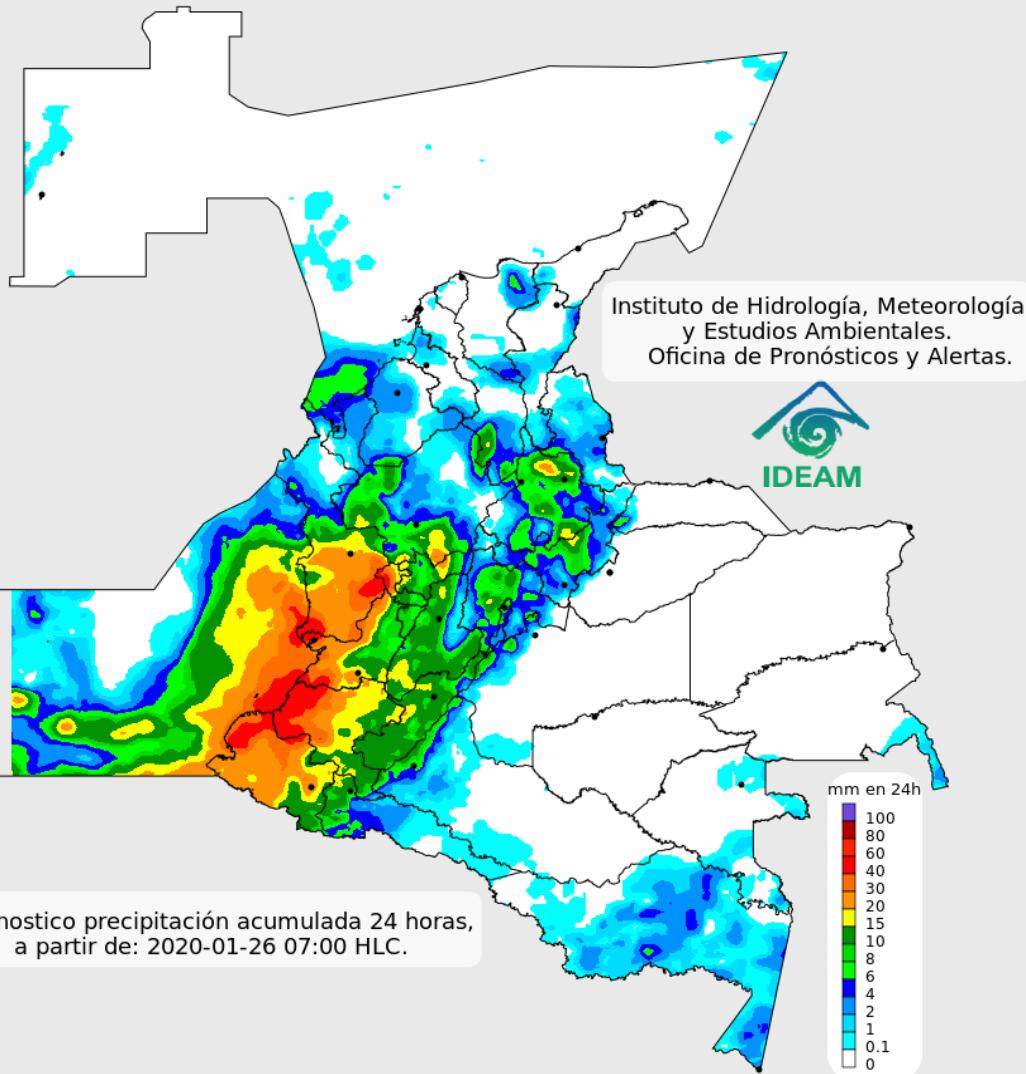 Instituto de Hidrología, Meteorología
y Estudios Ambientales.
Oficina de Pronósticos y Alertas.
IDEAM
mm en 24h
100
80
60
40
30
20
15
10
8
6
4
2
1
0.1
0
nostico precipitación acumulada 24 horas,
a partir de: 2020-01-26 07:00 HLC.